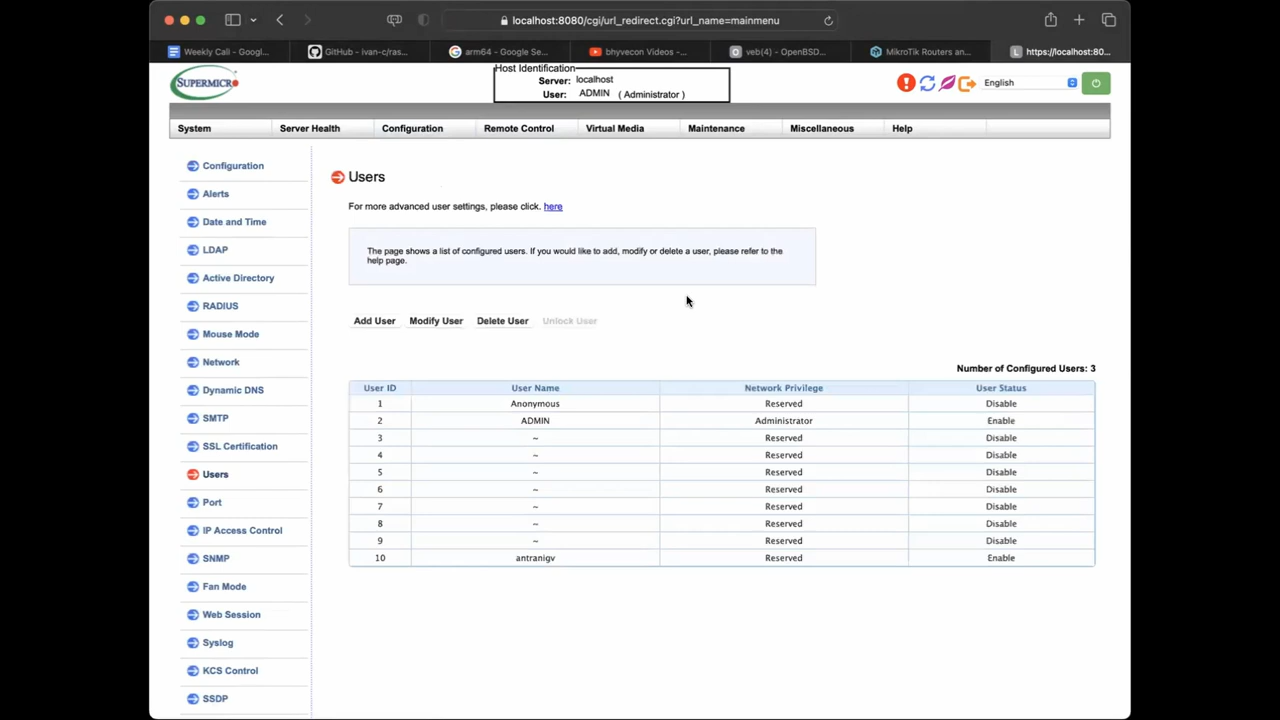 localhost:8080/cgi/url_redirect.cgi?url_name=mainmenu
Weekly Call - Googl...
GitHub - ivan-c/ras...
arm64 - Google Se...
bhyvecon Videos -...
veb(4) - OpenBSD...
MikroTik Routers an...
L https://localhost:80...
SUPERMICRO
Host Identification
Server: localhost
User: ADMIN ( Administrator )
English
System Server Health Configuration Remote Control Virtual Media Maintenance Miscellaneous Help
Configuration
Alerts
Date and Time
LDAP
Active Directory
RADIUS
Mouse Mode
Network
Dynamic DNS
SMTP
SSL Certification
Users
Port
IP Access Control
SNMP
Fan Mode
Web Session
Syslog
KCS Control
SSDP
Users
For more advanced user settings, please click. here
The page shows a list of configured users. If you would like to add, modify or delete a user, please refer to the
help page.
Add User Modify User Delete User Unlock User
Number of Configured Users: 3
User ID User Name Network Privilege User Status
1 Anonymous Reserved Disable
2 ADMIN Administrator Enable
3 ~ Reserved Disable
4 ~ Reserved Disable
5 ~ Reserved Disable
6 ~ Reserved Disable
7 ~ Reserved Disable
8 ~ Reserved Disable
9 ~ Reserved Disable
10 antranigv Reserved Enable